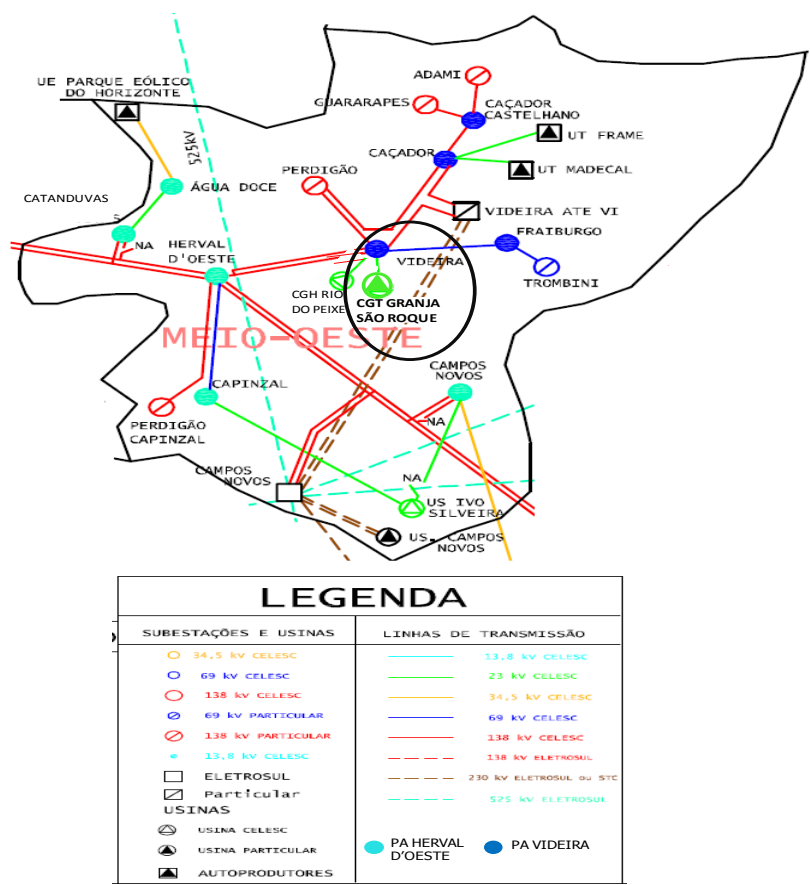 ADAMI
UE PARQUE EÓLICO
DO HORIZONTE
GUARARAPES
CAÇADOR
CASTELHANO
UT FRAME
525kV
CAÇADOR
PERDIGÃO
UT MADECAL
CATANDUVAS
ÁGUA DOCE
S
VIDEIRA ATE VI
NA
HERVAL
D'OESTE
FRAIBURGO
VIDEIRA
TROMBINI
CGH RIO
DO PEIXE
CGT GRANJA
SÃO ROQUE
MEIO-OESTE
CAMPOS
NOVOS
CAPINZAL
PERDIGÃO
CAPINZAL
NA
CAMPOS
NOVOS
NA
US IVO
SILVEIRA
US. CAMPOS
NOVOS
LEGENDA
SUBESTAÇÕES E USINAS
34,5 kV CELESC
69 kV CELESC
138 kV CELESC
69 kV PARTICULAR
138 kV PARTICULAR
13,8 kV CELESC
ELETROSUL
Particular
USINAS
USINA CELESC
USINA PARTICULAR
AUTOPRODUTORES
LINHAS DE TRANSMISSÃO
13,8 kV CELESC
23 kV CELESC
34,5 kV CELESC
69 kV CELESC
138 kV CELESC
138 kV ELETROSUL
230 kV ELETROSUL ou STC
525 kV ELETROSUL
PA HERVAL
D'OESTE
PA VIDEIRA